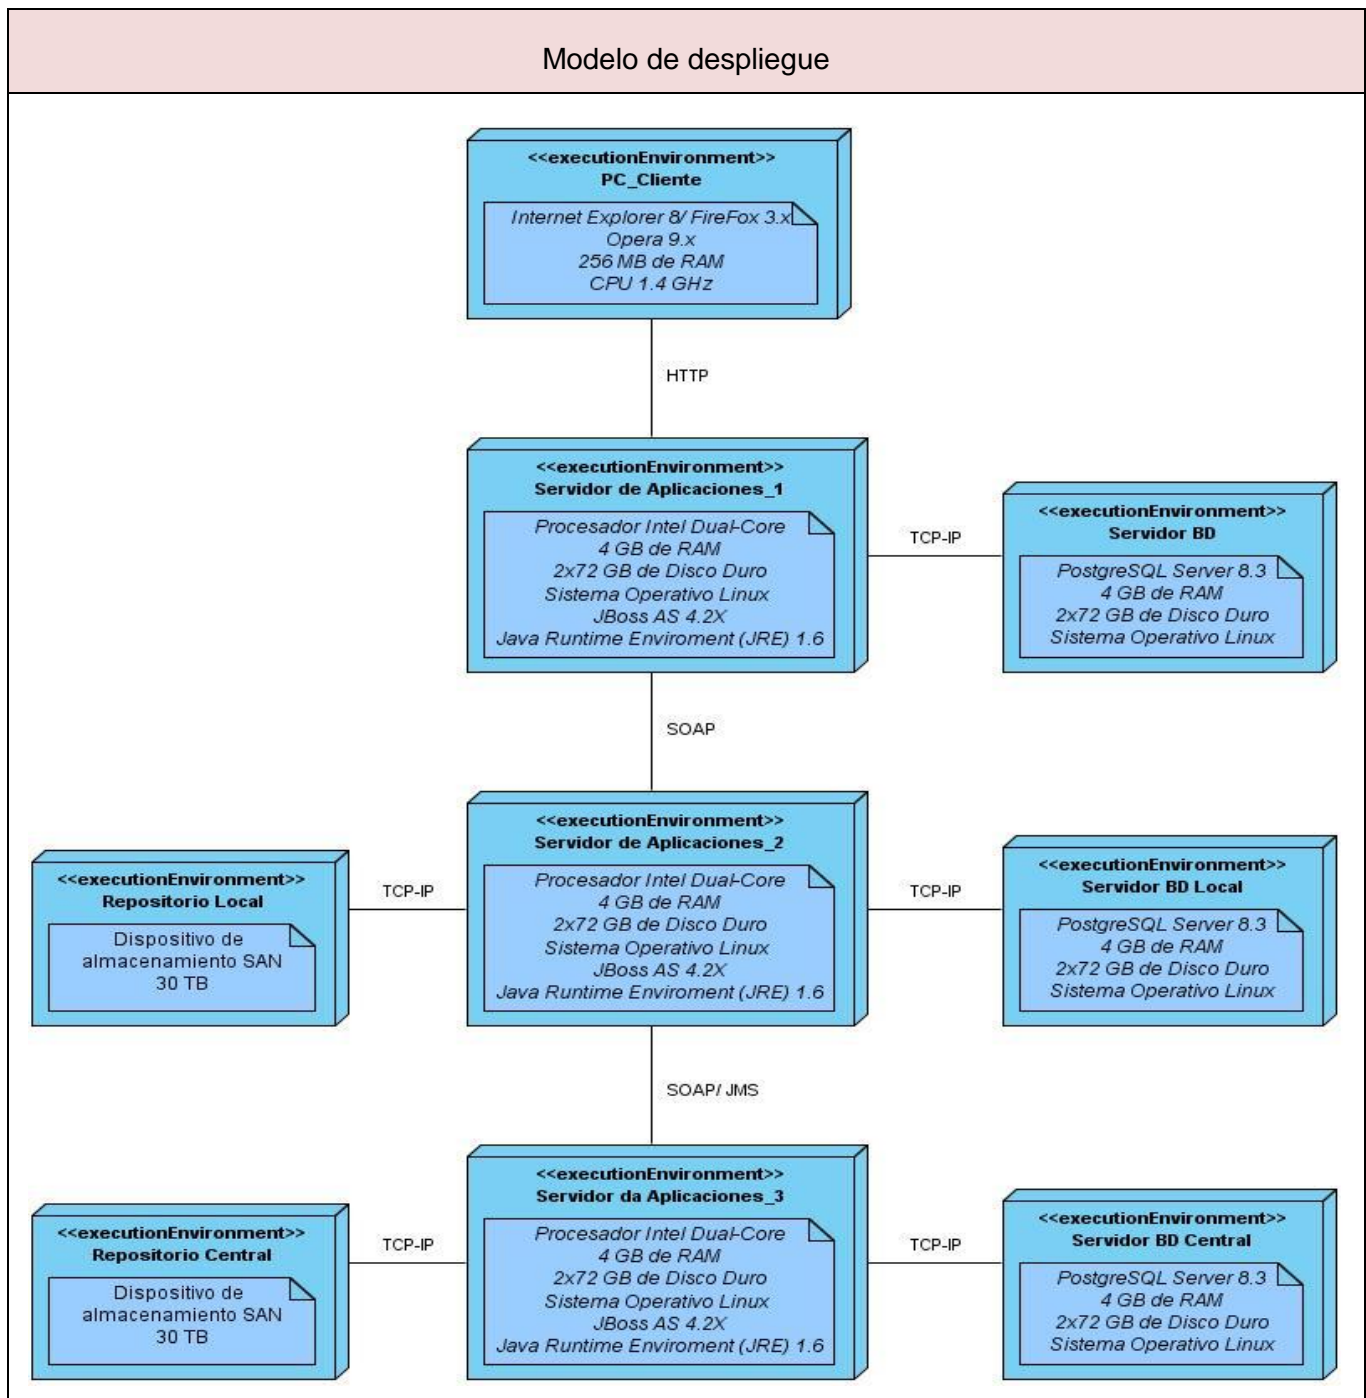 Modelo de despliegue
<<executionEnvironment>>
PC_Cliente
Internet Explorer 8/ FireFox 3.x
Opera 9.x
256 MB de RAM
CPU 1.4 GHz
HTTP
<<executionEnvironment>>
Servidor de Aplicaciones_1
Procesador Intel Dual-Core
4 GB de RAM
2x72 GB de Disco Duro
Sistema Operativo Linux
JBoss AS 4.2X
Java Runtime Enviroment (JRE) 1.6
TCP-IP
<<executionEnvironment>>
Servidor BD
PostgreSQL Server 8.3
4 GB de RAM
2x72 GB de Disco Duro
Sistema Operativo Linux
SOAP
<<executionEnvironment>>
Repositorio Local
Dispositivo de
almacenamiento SAN
30 TB
TCP-IP
<<executionEnvironment>>
Servidor de Aplicaciones_2
Procesador Intel Dual-Core
4 GB de RAM
2x72 GB de Disco Duro
Sistema Operativo Linux
JBoss AS 4.2X
Java Runtime Enviroment (JRE) 1.6
TCP-IP
<<executionEnvironment>>
Servidor BD Local
PostgreSQL Server 8.3
4 GB de RAM
2x72 GB de Disco Duro
Sistema Operativo Linux
SOAP/ JMS
<<executionEnvironment>>
Repositorio Central
Dispositivo de
almacenamiento SAN
30 TB
TCP-IP
<<executionEnvironment>>
Servidor da Aplicaciones_3
Procesador Intel Dual-Core
4 GB de RAM
2x72 GB de Disco Duro
Sistema Operativo Linux
JBoss AS 4.2X
Java Runtime Enviroment (JRE) 1.6
TCP-IP
<<executionEnvironment>>
Servidor BD Central
PostgreSQL Server 8.3
4 GB de RAM
2x72 GB de Disco Duro
Sistema Operativo Linux